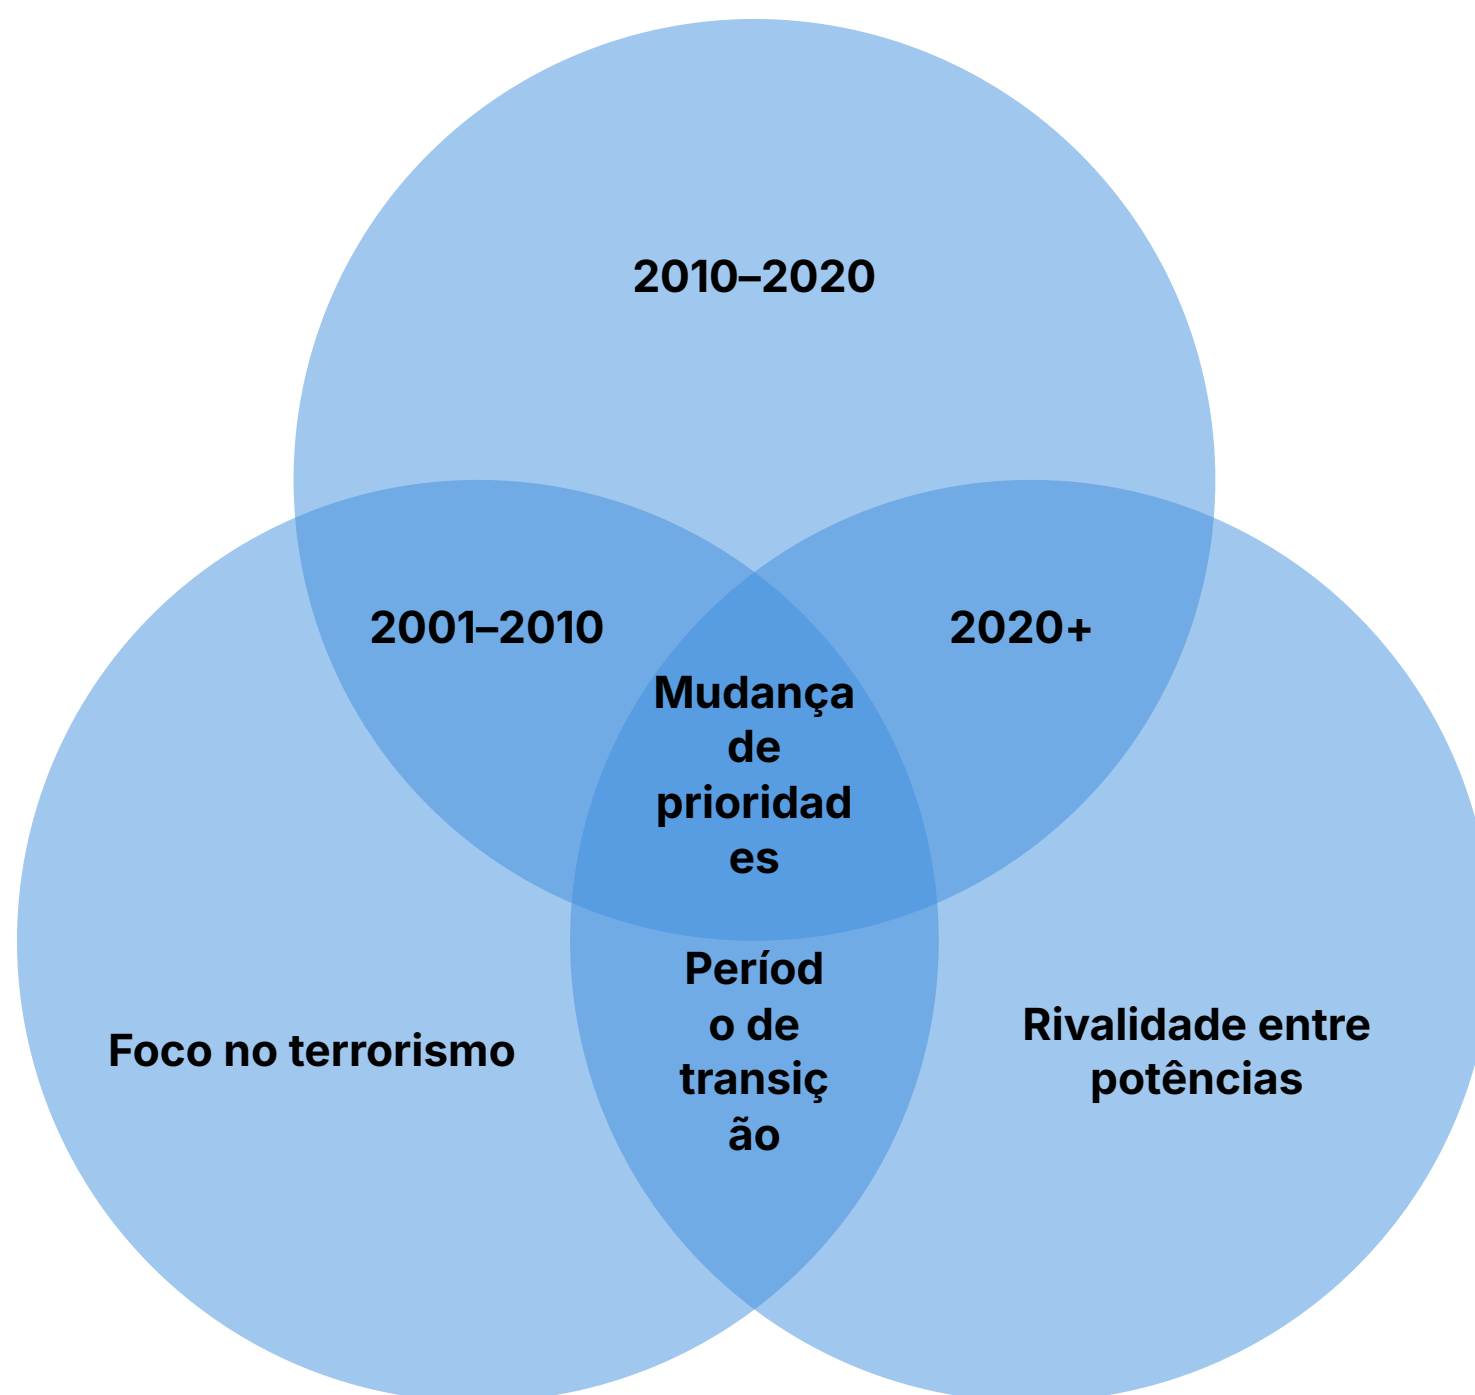 2010–2020
2001–2010
2020+
Mudança
de
prioridad
es
Foco no terrorismo
Períod
o de
transiç
ão
Rivalidade entre
potências